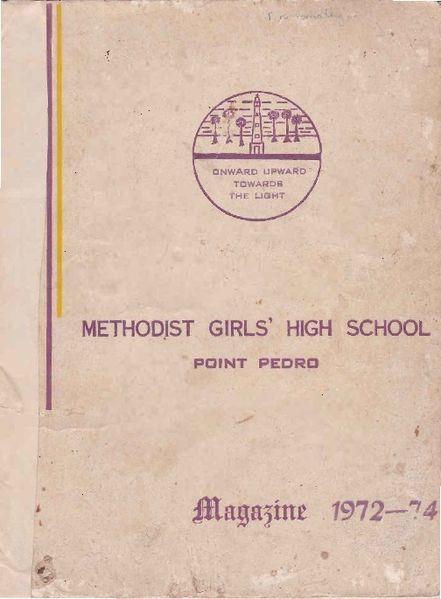 ONWARD UPWARD
TOWARDS
THE LIGHT
METHODIST GIRLS' HIGH SCHOOL
POINT PEDRO
Magazine 1972-74